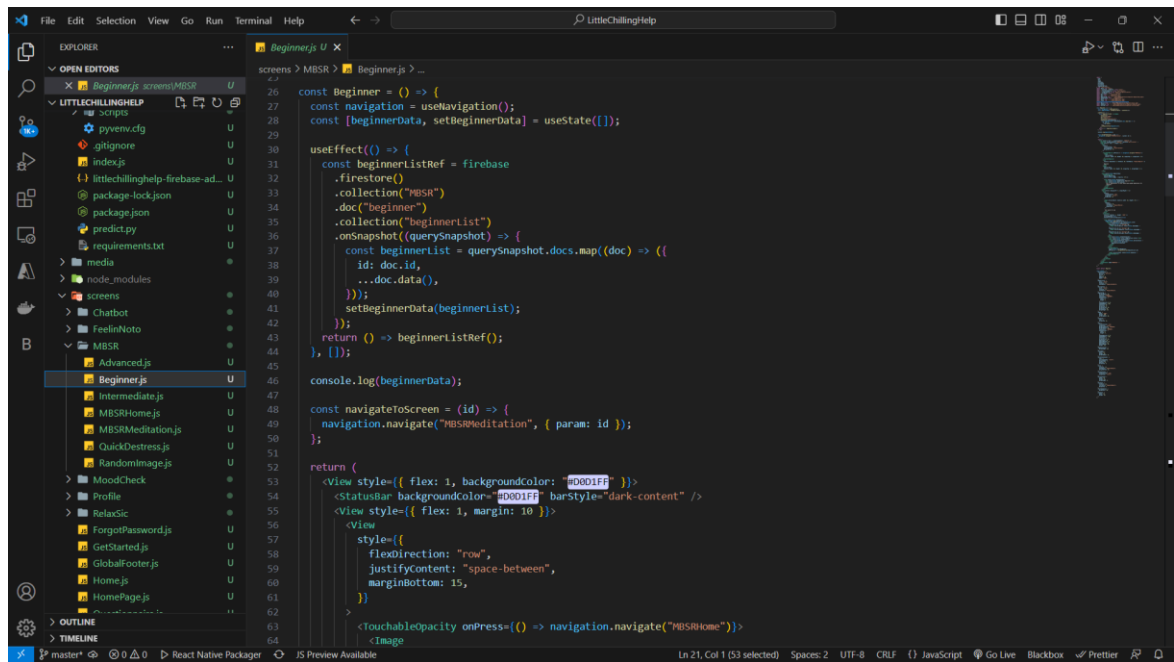 File Edit Selection View Go Run Terminal Help
LittleChillingHelp
EXPLORER
OPEN EDITORS
Beginner.js screens\MBSR U
LITTLECHILLINGHELP
Scripts
pyvenv.cfg U
.gitignore U
index.js U
littlechillinghelp-firebase-ad... U
package-lock.json U
package.json U
predict.py U
requirements.txt U
media
node_modules
screens
Chatbot
FeelinNoto
MBSR
Advanced.js U
Beginner.js U
Intermediate.js U
MBSRHome.js U
MBSRMeditation.js U
QuickDestress.js U
RandomImage.js U
MoodCheck
Profile
RelaxSic
ForgotPassword.js U
GetStarted.js U
GlobalFooter.js U
Home.js U
HomePage.js U
OUTLINE
TIMELINE
1K+
B
Beginner.js U
screens > MBSR > Beginner.js > ...
26 const Beginner = () => {
27 const navigation = useNavigation();
28 const [beginnerData, setBeginnerData] = useState([]);
29
30 useEffect(() => {
31 const beginnerListRef = firebase
32 .firestore()
33 .collection("MBSR")
34 .doc("beginner")
35 .collection("beginnerList")
36 .onSnapshot((querySnapshot) => {
37 const beginnerList = querySnapshot.docs.map((doc) => ({
38 id: doc.id,
39 ...doc.data(),
40 }));
41 setBeginnerData(beginnerList);
42 });
43 return () => beginnerListRef();
44 }, []);
45
46 console.log(beginnerData);
47
48 const navigateToScreen = (id) => {
49 navigation.navigate("MBSRMeditation", { param: id });
50 };
51
52 return (
53 <View style={{ flex: 1, backgroundColor: "#D0D1FF" }}>
54 <StatusBar backgroundColor="#D0D1FF" barStyle="dark-content" />
55 <View style={{ flex: 1, margin: 10 }}>
56 <View
57 style={{
58 flexDirection: "row",
59 justifyContent: "space-between",
60 marginBottom: 15,
61 }}
62 >
63 <TouchableOpacity onPress={() => navigation.navigate("MBSRHome")}>
64 <Image
master* 0 0 0 React Native Packager JS Preview Available Ln 21, Col 1 (53 selected) Spaces: 2 UTF-8 CRLF {} JavaScript Go Live Blackbox Prettier